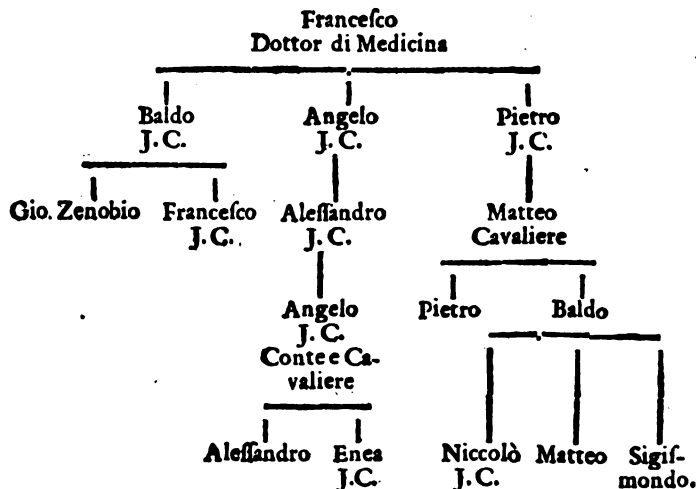 Franceſco
Dottor di Medicina
Baldo Angelo Pietro
J. C. J. C. J. C.
Gio. Zenobio Franceſco Aleſſandro Matteo
J. C. J. C. Cavaliere
Angelo Pietro Baldo
J. C.
Conte e Ca-
valiere
Aleſſandro Enea Niccolò Matteo Sigiſ-
J. C. J. C. mondo.